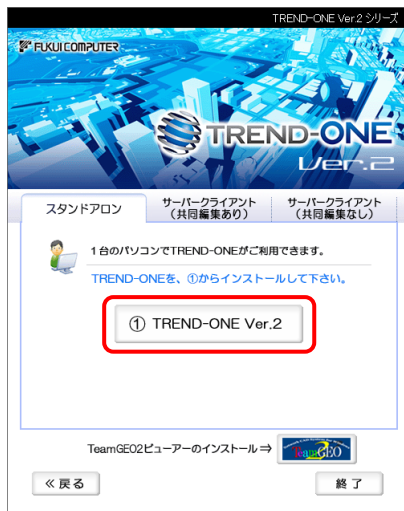 TREND-ONE Ver.2 シリーズ
FUKUI COMPUTER
TREND-ONE
Ver.2
スタンドアロン
サーバークライアント
（共同編集あり）
サーバークライアント
（共同編集なし）
1台のパソコンでTREND-ONEがご利用できます。
TREND-ONEを、①からインストールして下さい。
① TREND-ONE Ver.2
TeamGEO2ビューアーのインストール⇒
TeamGEO
≪戻る
終 了